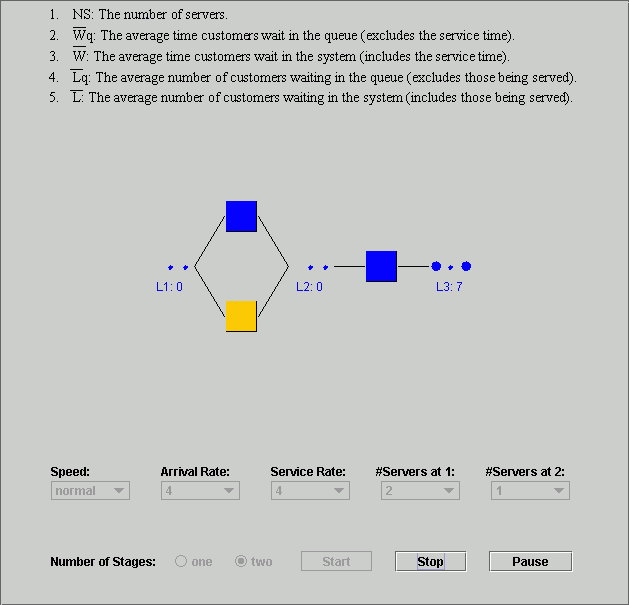 1. NS: The number of servers.
2. W̅q: The average time customers wait in the queue (excludes the service time).
3. W̅: The average time customers wait in the system (includes the service time).
4. L̅q: The average number of customers waiting in the queue (excludes those being served).
5. L̅: The average number of customers waiting in the system (includes those being served).
L1: 0 L2: 0 L3: 7
Speed: Arrival Rate: Service Rate: #Servers at 1: #Servers at 2:
normal 4 4 2 1
Number of Stages: one two Start Stop Pause